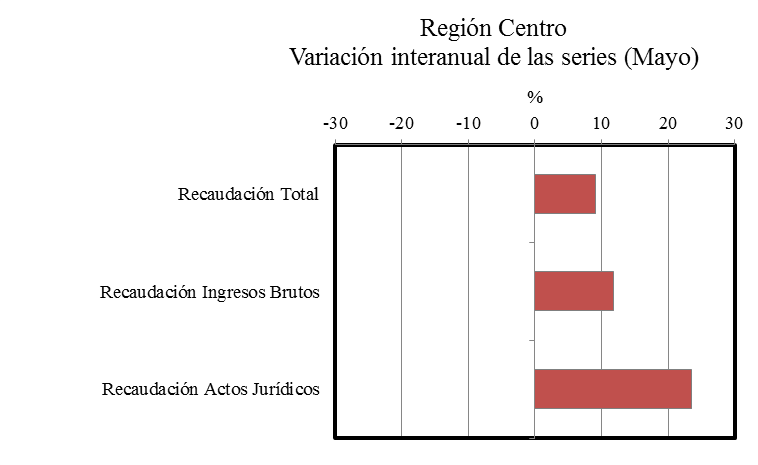 Región Centro
Variación interanual de las series (Mayo)
%
-30 -20 -10 0 10 20 30
Recaudación Total
Recaudación Ingresos Brutos
Recaudación Actos Jurídicos